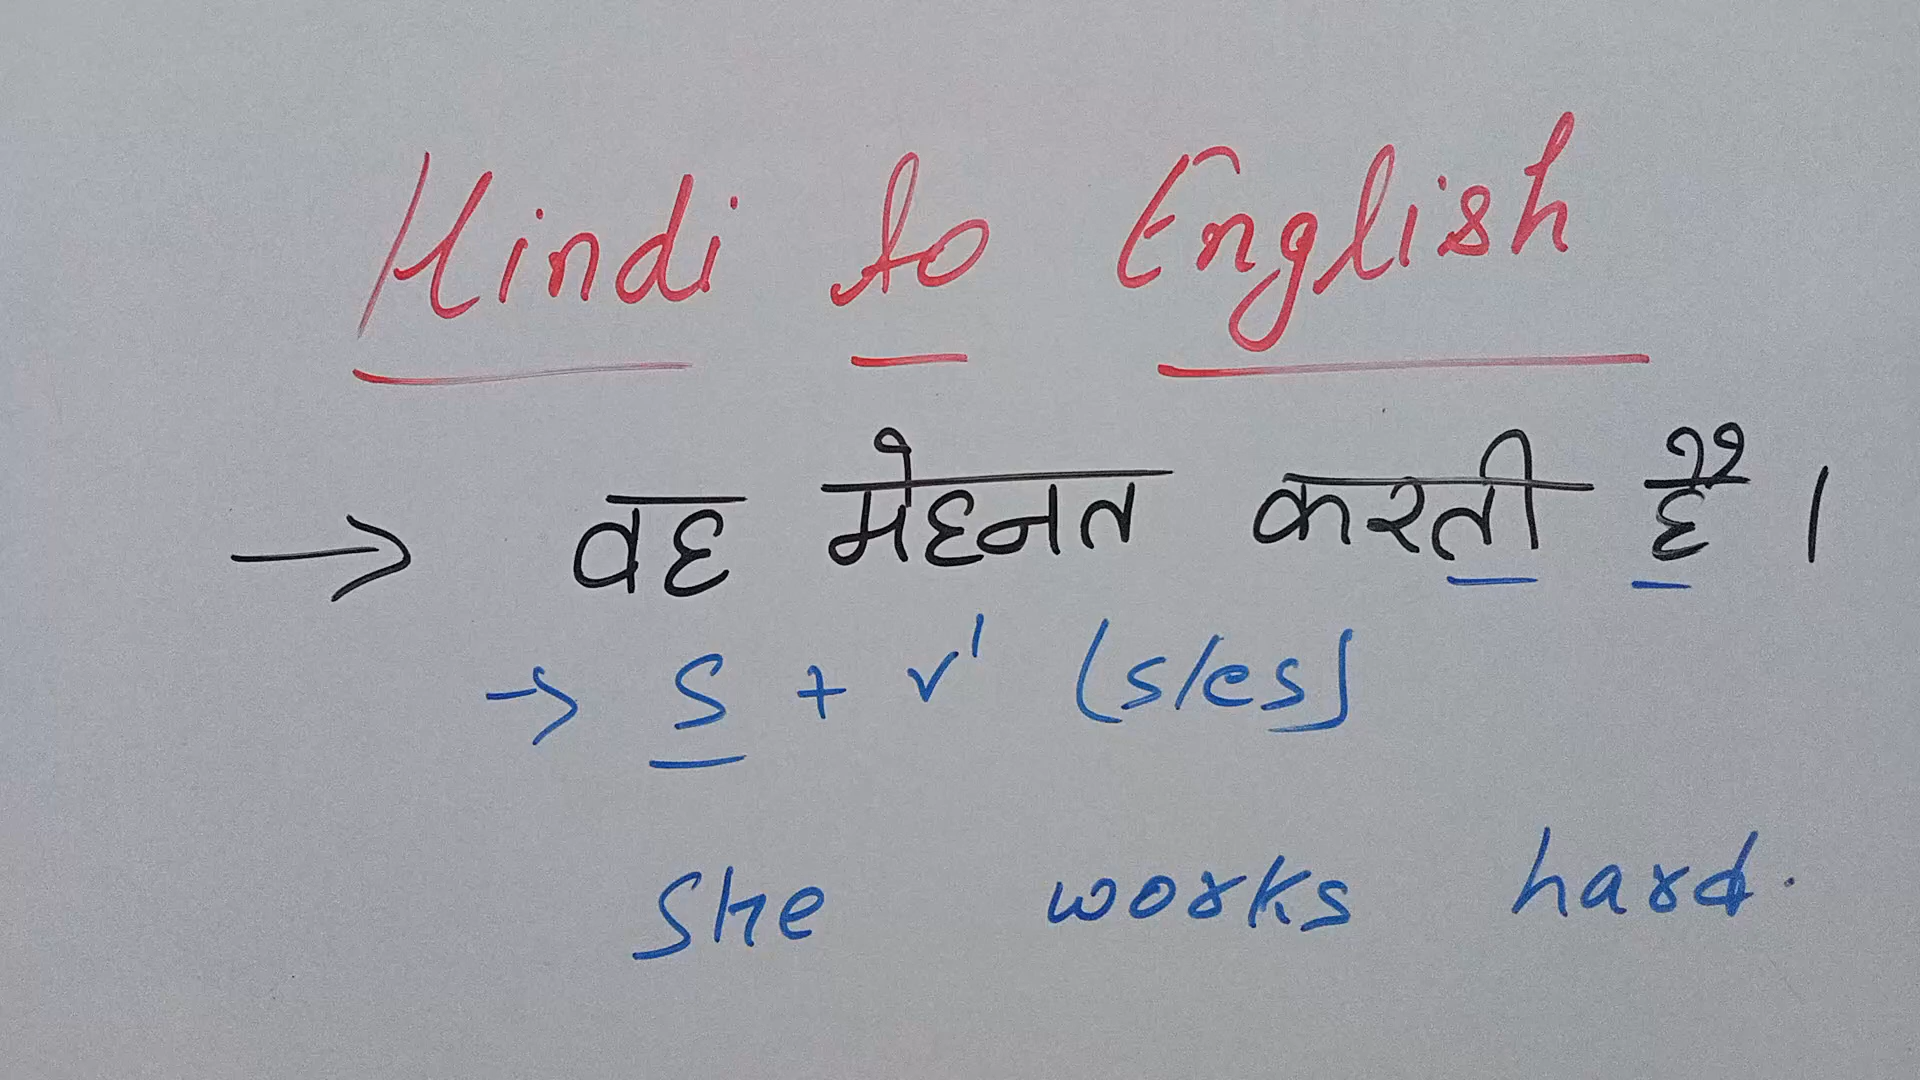 Hindi to English
→ वह मेहनत करती है ।
→ S + v¹ (s/es)
She works hard.